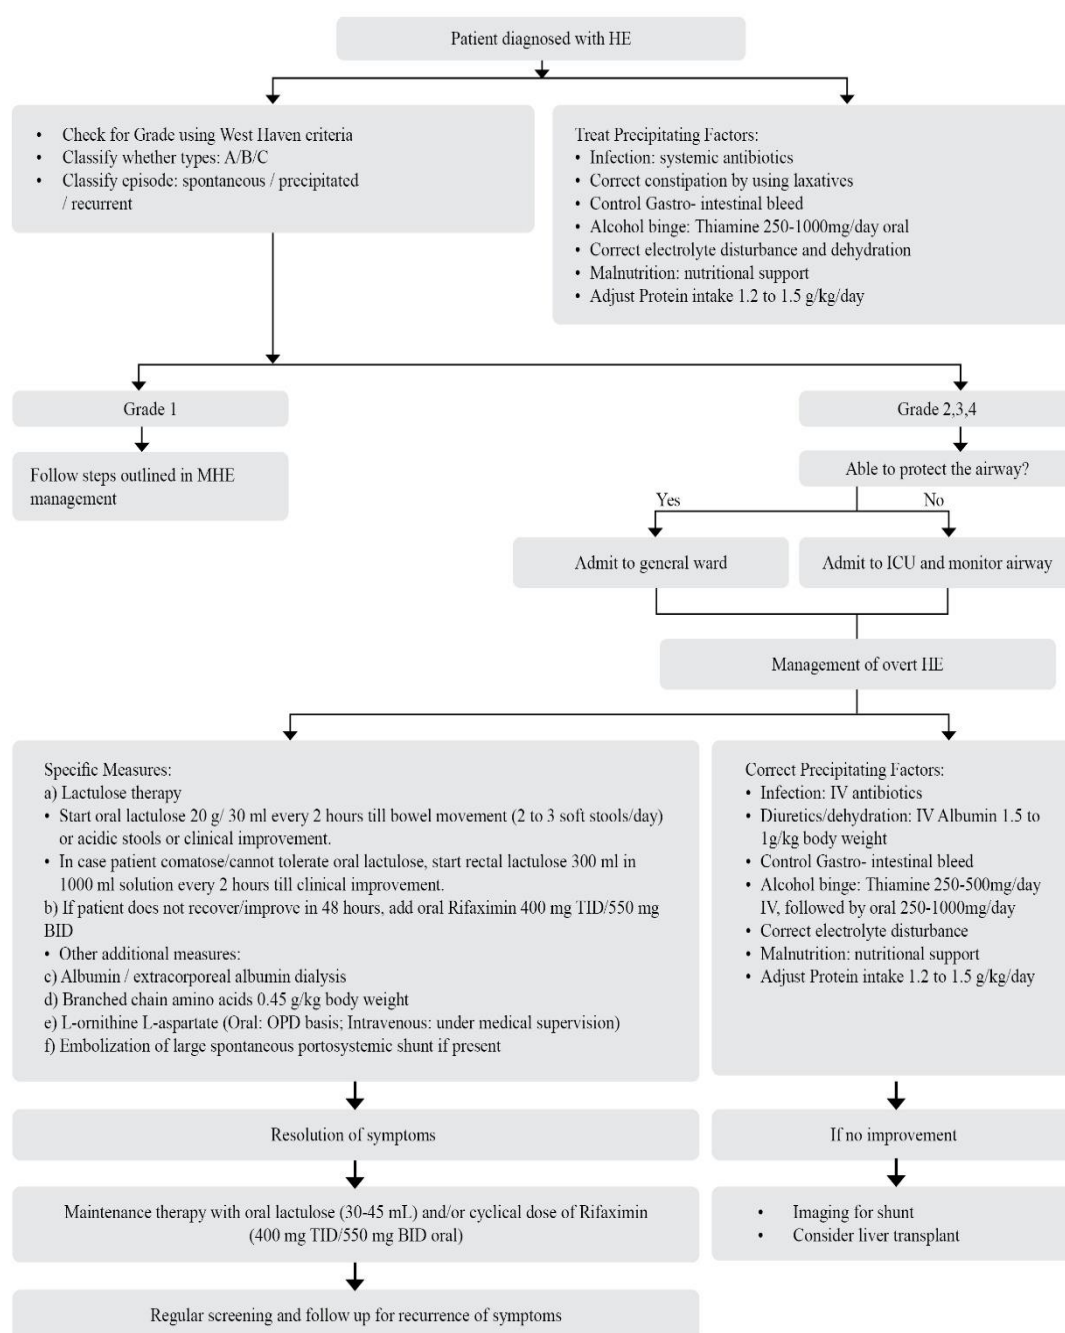 Patient diagnosed with HE
• Check for Grade using West Haven criteria
• Classify whether types: A/B/C
• Classify episode: spontaneous / precipitated
/ recurrent
Treat Precipitating Factors:
• Infection: systemic antibiotics
• Correct constipation by using laxatives
• Control Gastro- intestinal bleed
• Alcohol binge: Thiamine 250-1000mg/day oral
• Correct electrolyte disturbance and dehydration
• Malnutrition: nutritional support
• Adjust Protein intake 1.2 to 1.5 g/kg/day
Grade 1
Grade 2,3,4
Follow steps outlined in MHE
management
Able to protect the airway?
Yes
No
Admit to general ward
Admit to ICU and monitor airway
Management of overt HE
Specific Measures:
a) Lactulose therapy
• Start oral lactulose 20 g/ 30 ml every 2 hours till bowel movement (2 to 3 soft stools/day)
or acidic stools or clinical improvement.
• In case patient comatose/cannot tolerate oral lactulose, start rectal lactulose 300 ml in
1000 ml solution every 2 hours till clinical improvement.
b) If patient does not recover/improve in 48 hours, add oral Rifaximin 400 mg TID/550 mg
BID
• Other additional measures:
c) Albumin / extracorporeal albumin dialysis
d) Branched chain amino acids 0.45 g/kg body weight
e) L-ornithine L-aspartate (Oral: OPD basis; Intravenous: under medical supervision)
f) Embolization of large spontaneous portosystemic shunt if present
Correct Precipitating Factors:
• Infection: IV antibiotics
• Diuretics/dehydration: IV Albumin 1.5 to
1g/kg body weight
• Control Gastro- intestinal bleed
• Alcohol binge: Thiamine 250-500mg/day
IV, followed by oral 250-1000mg/day
• Correct electrolyte disturbance
• Malnutrition: nutritional support
• Adjust Protein intake 1.2 to 1.5 g/kg/day
Resolution of symptoms
If no improvement
Maintenance therapy with oral lactulose (30-45 mL) and/or cyclical dose of Rifaximin
(400 mg TID/550 mg BID oral)
• Imaging for shunt
• Consider liver transplant
Regular screening and follow up for recurrence of symptoms